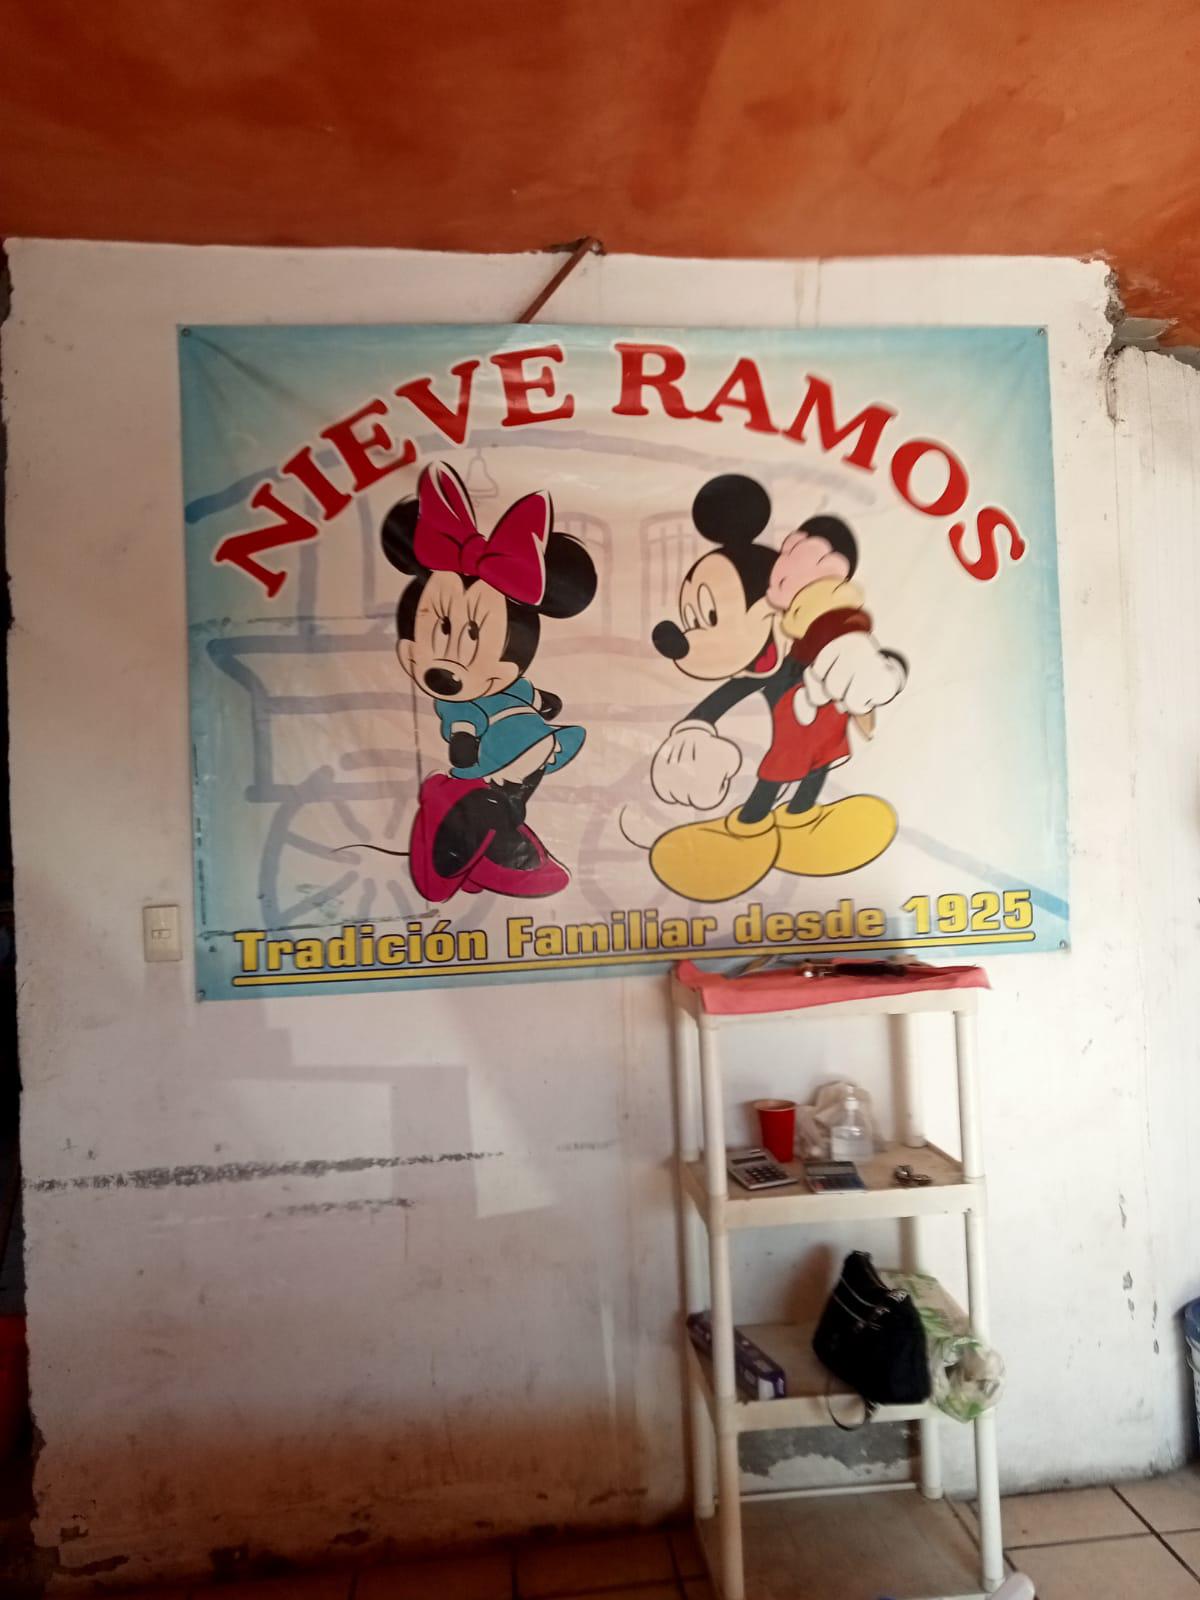 NIEVE RAMOS
Tradición Familiar desde 1925